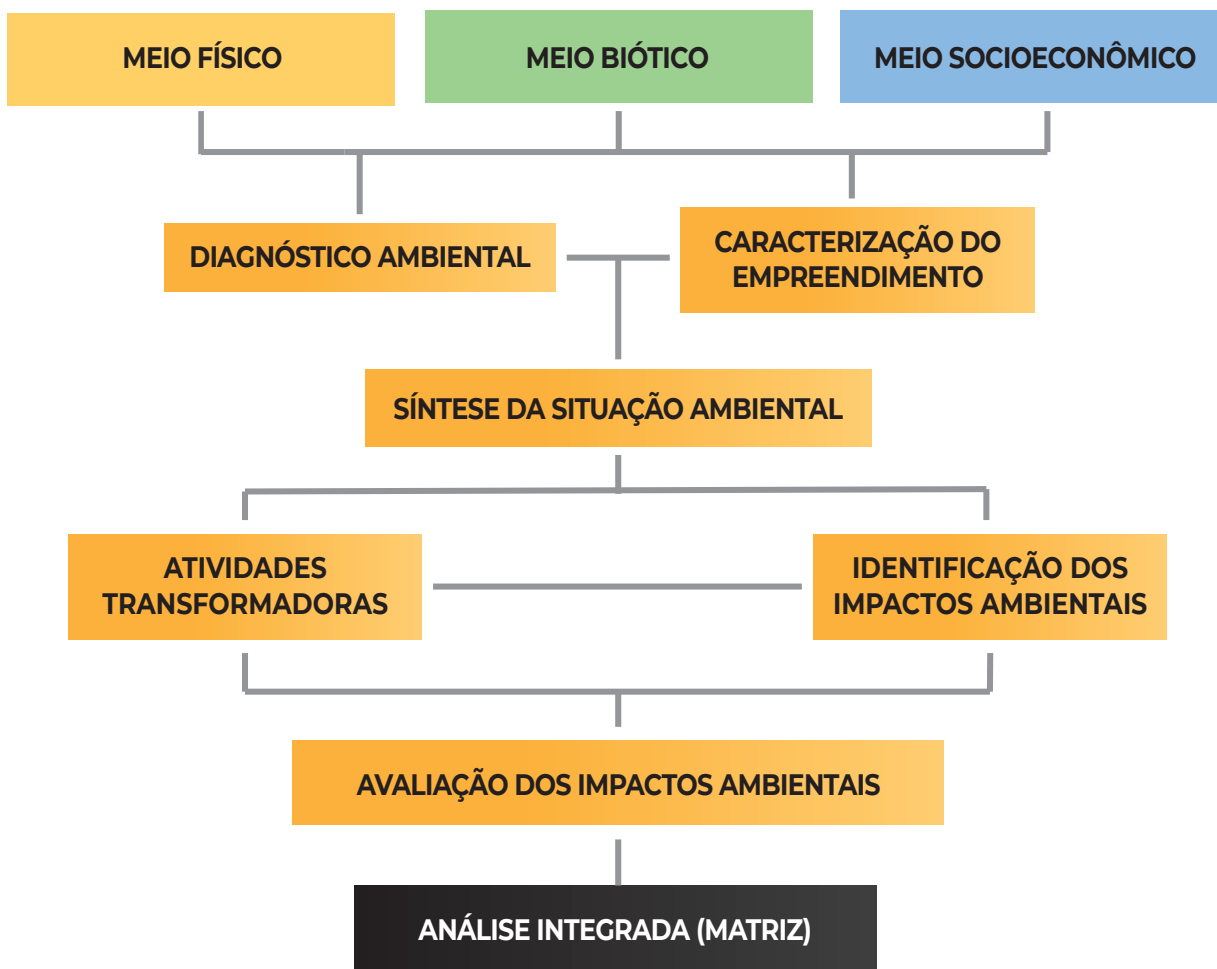 MEIO FÍSICO
MEIO BIÓTICO
MEIO SOCIOECONÔMICO
DIAGNÓSTICO AMBIENTAL
CARACTERIZAÇÃO DO
EMPREENDIMENTO
SÍNTESE DA SITUAÇÃO AMBIENTAL
ATIVIDADES
TRANSFORMADORAS
IDENTIFICAÇÃO DOS
IMPACTOS AMBIENTAIS
AVALIAÇÃO DOS IMPACTOS AMBIENTAIS
ANÁLISE INTEGRADA (MATRIZ)